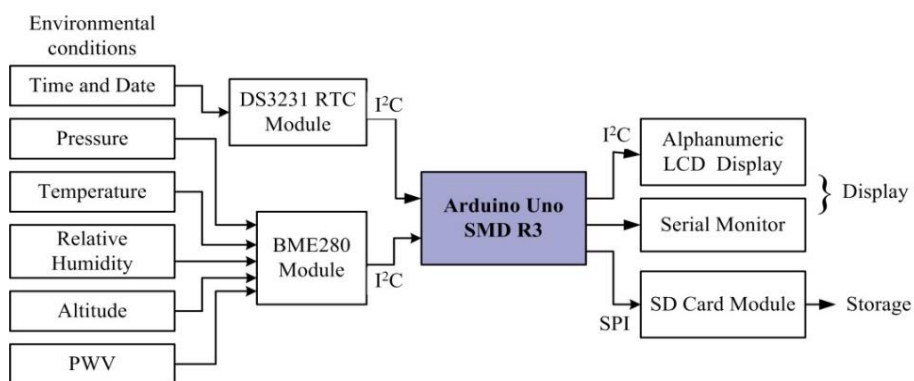 Environmental
conditions
Time and Date
Pressure
Temperature
Relative
Humidity
Altitude
PWV
DS3231 RTC
Module
I²C
BME280
Module
I²C
Arduino Uno
SMD R3
I²C
Alphanumeric
LCD Display
Serial Monitor
} Display
SPI
SD Card Module
Storage